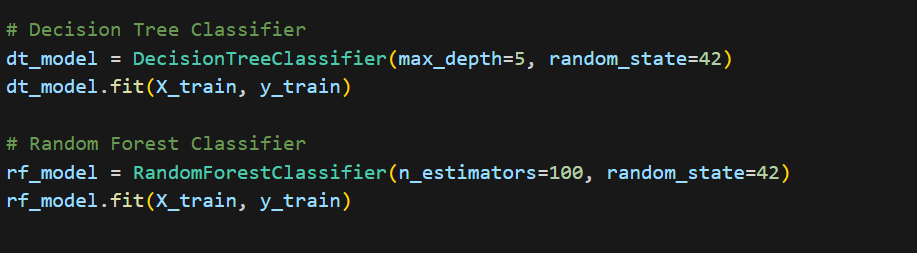 # Decision Tree Classifier
dt_model = DecisionTreeClassifier(max_depth=5, random_state=42)
dt_model.fit(X_train, y_train)
# Random Forest Classifier
rf_model = RandomForestClassifier(n_estimators=100, random_state=42)
rf_model.fit(X_train, y_train)